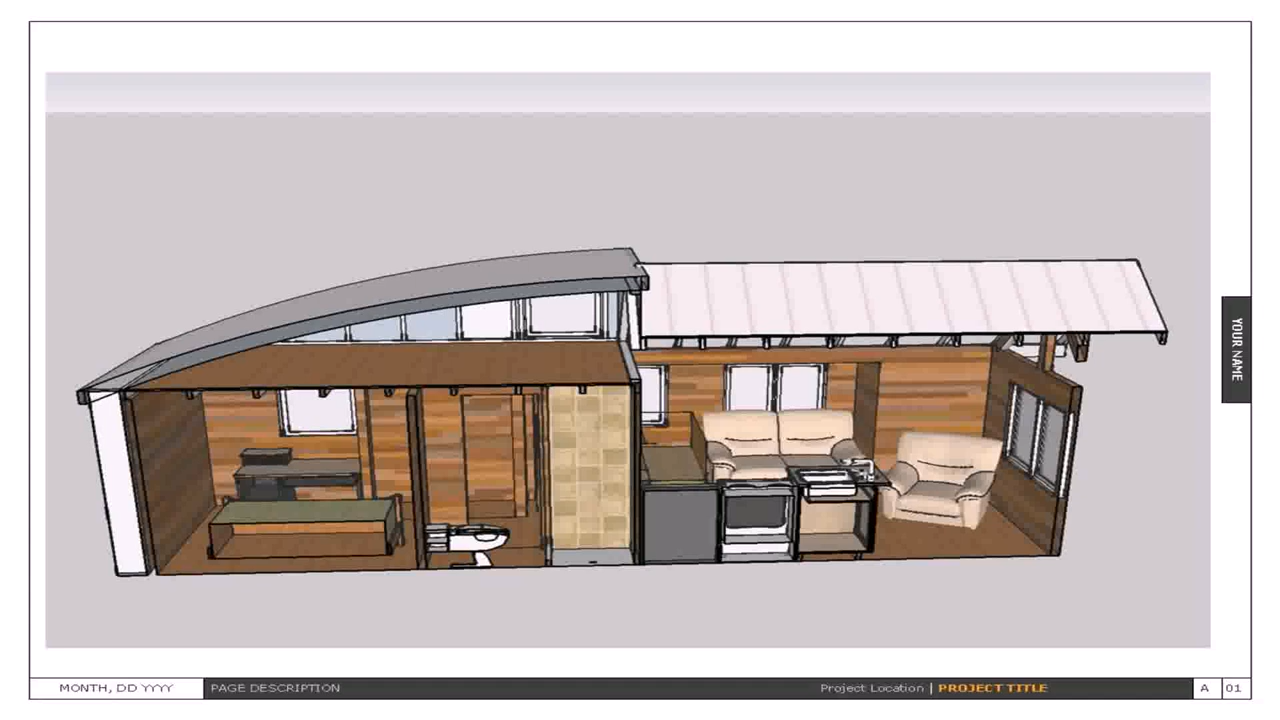 YOUR NAME
MONTH, DD YYYY
PAGE DESCRIPTION
Project Location | PROJECT TITLE
A
01